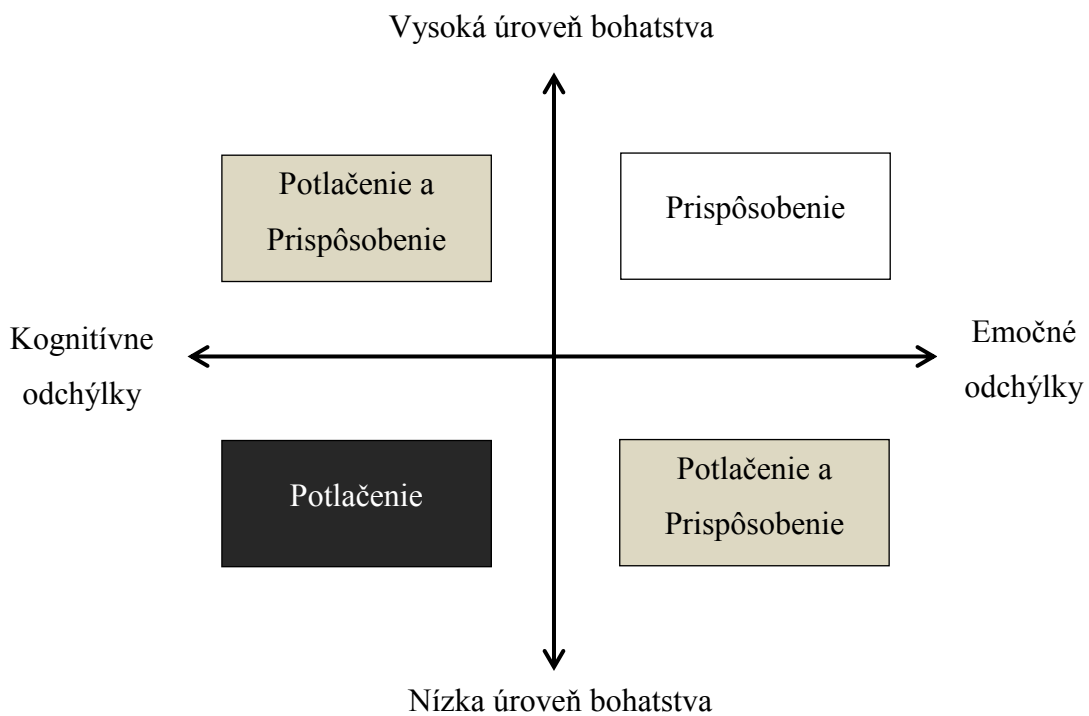 Vysoká úroveň bohatstva
Potlačenie a
Prispôsobenie
Prispôsobenie
Kognitívne
odchýlky
Emočné
odchýlky
Potlačenie
Potlačenie a
Prispôsobenie
Nízka úroveň bohatstva